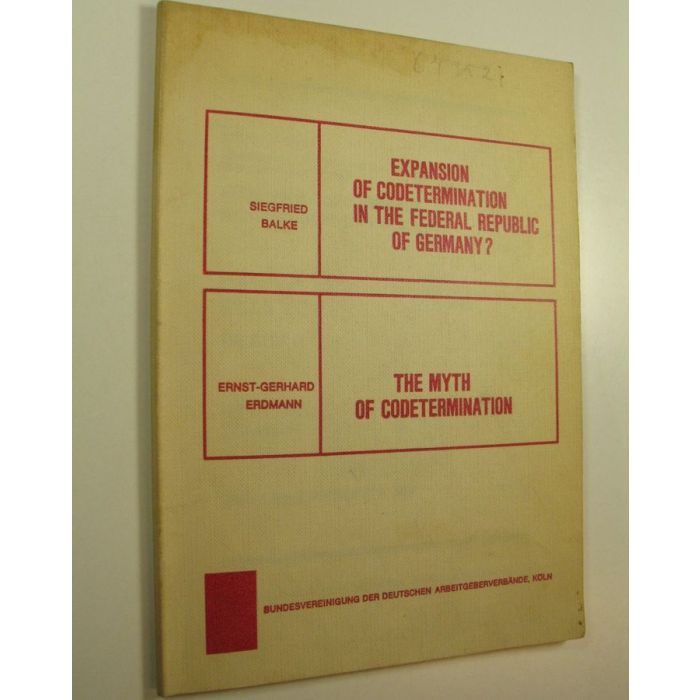 SIEGFRIED
BALKE
EXPANSION
OF CODETERMINATION
IN THE FEDERAL REPUBLIC
OF GERMANY?
ERNST-GERHARD
ERDMANN
THE MYTH
OF CODETERMINATION
BUNDESVEREINIGUNG DER DEUTSCHEN ARBEITGEBERVERBÄNDE, KÖLN